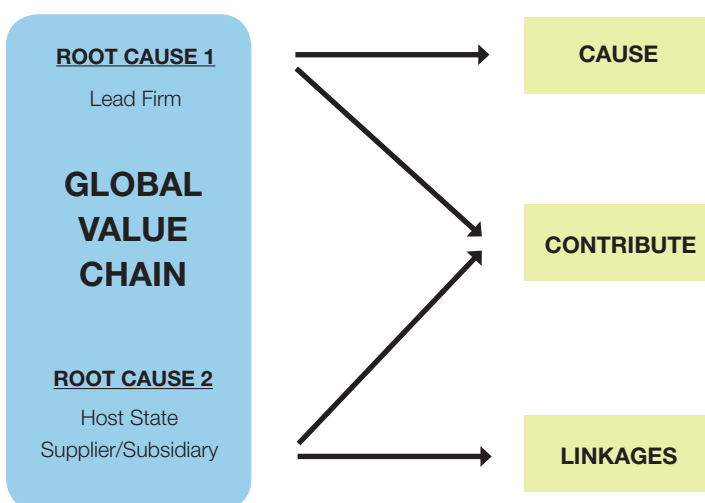 ROOT CAUSE 1
Lead Firm
GLOBAL
VALUE
CHAIN
ROOT CAUSE 2
Host State
Supplier/Subsidiary
CAUSE
CONTRIBUTE
LINKAGES